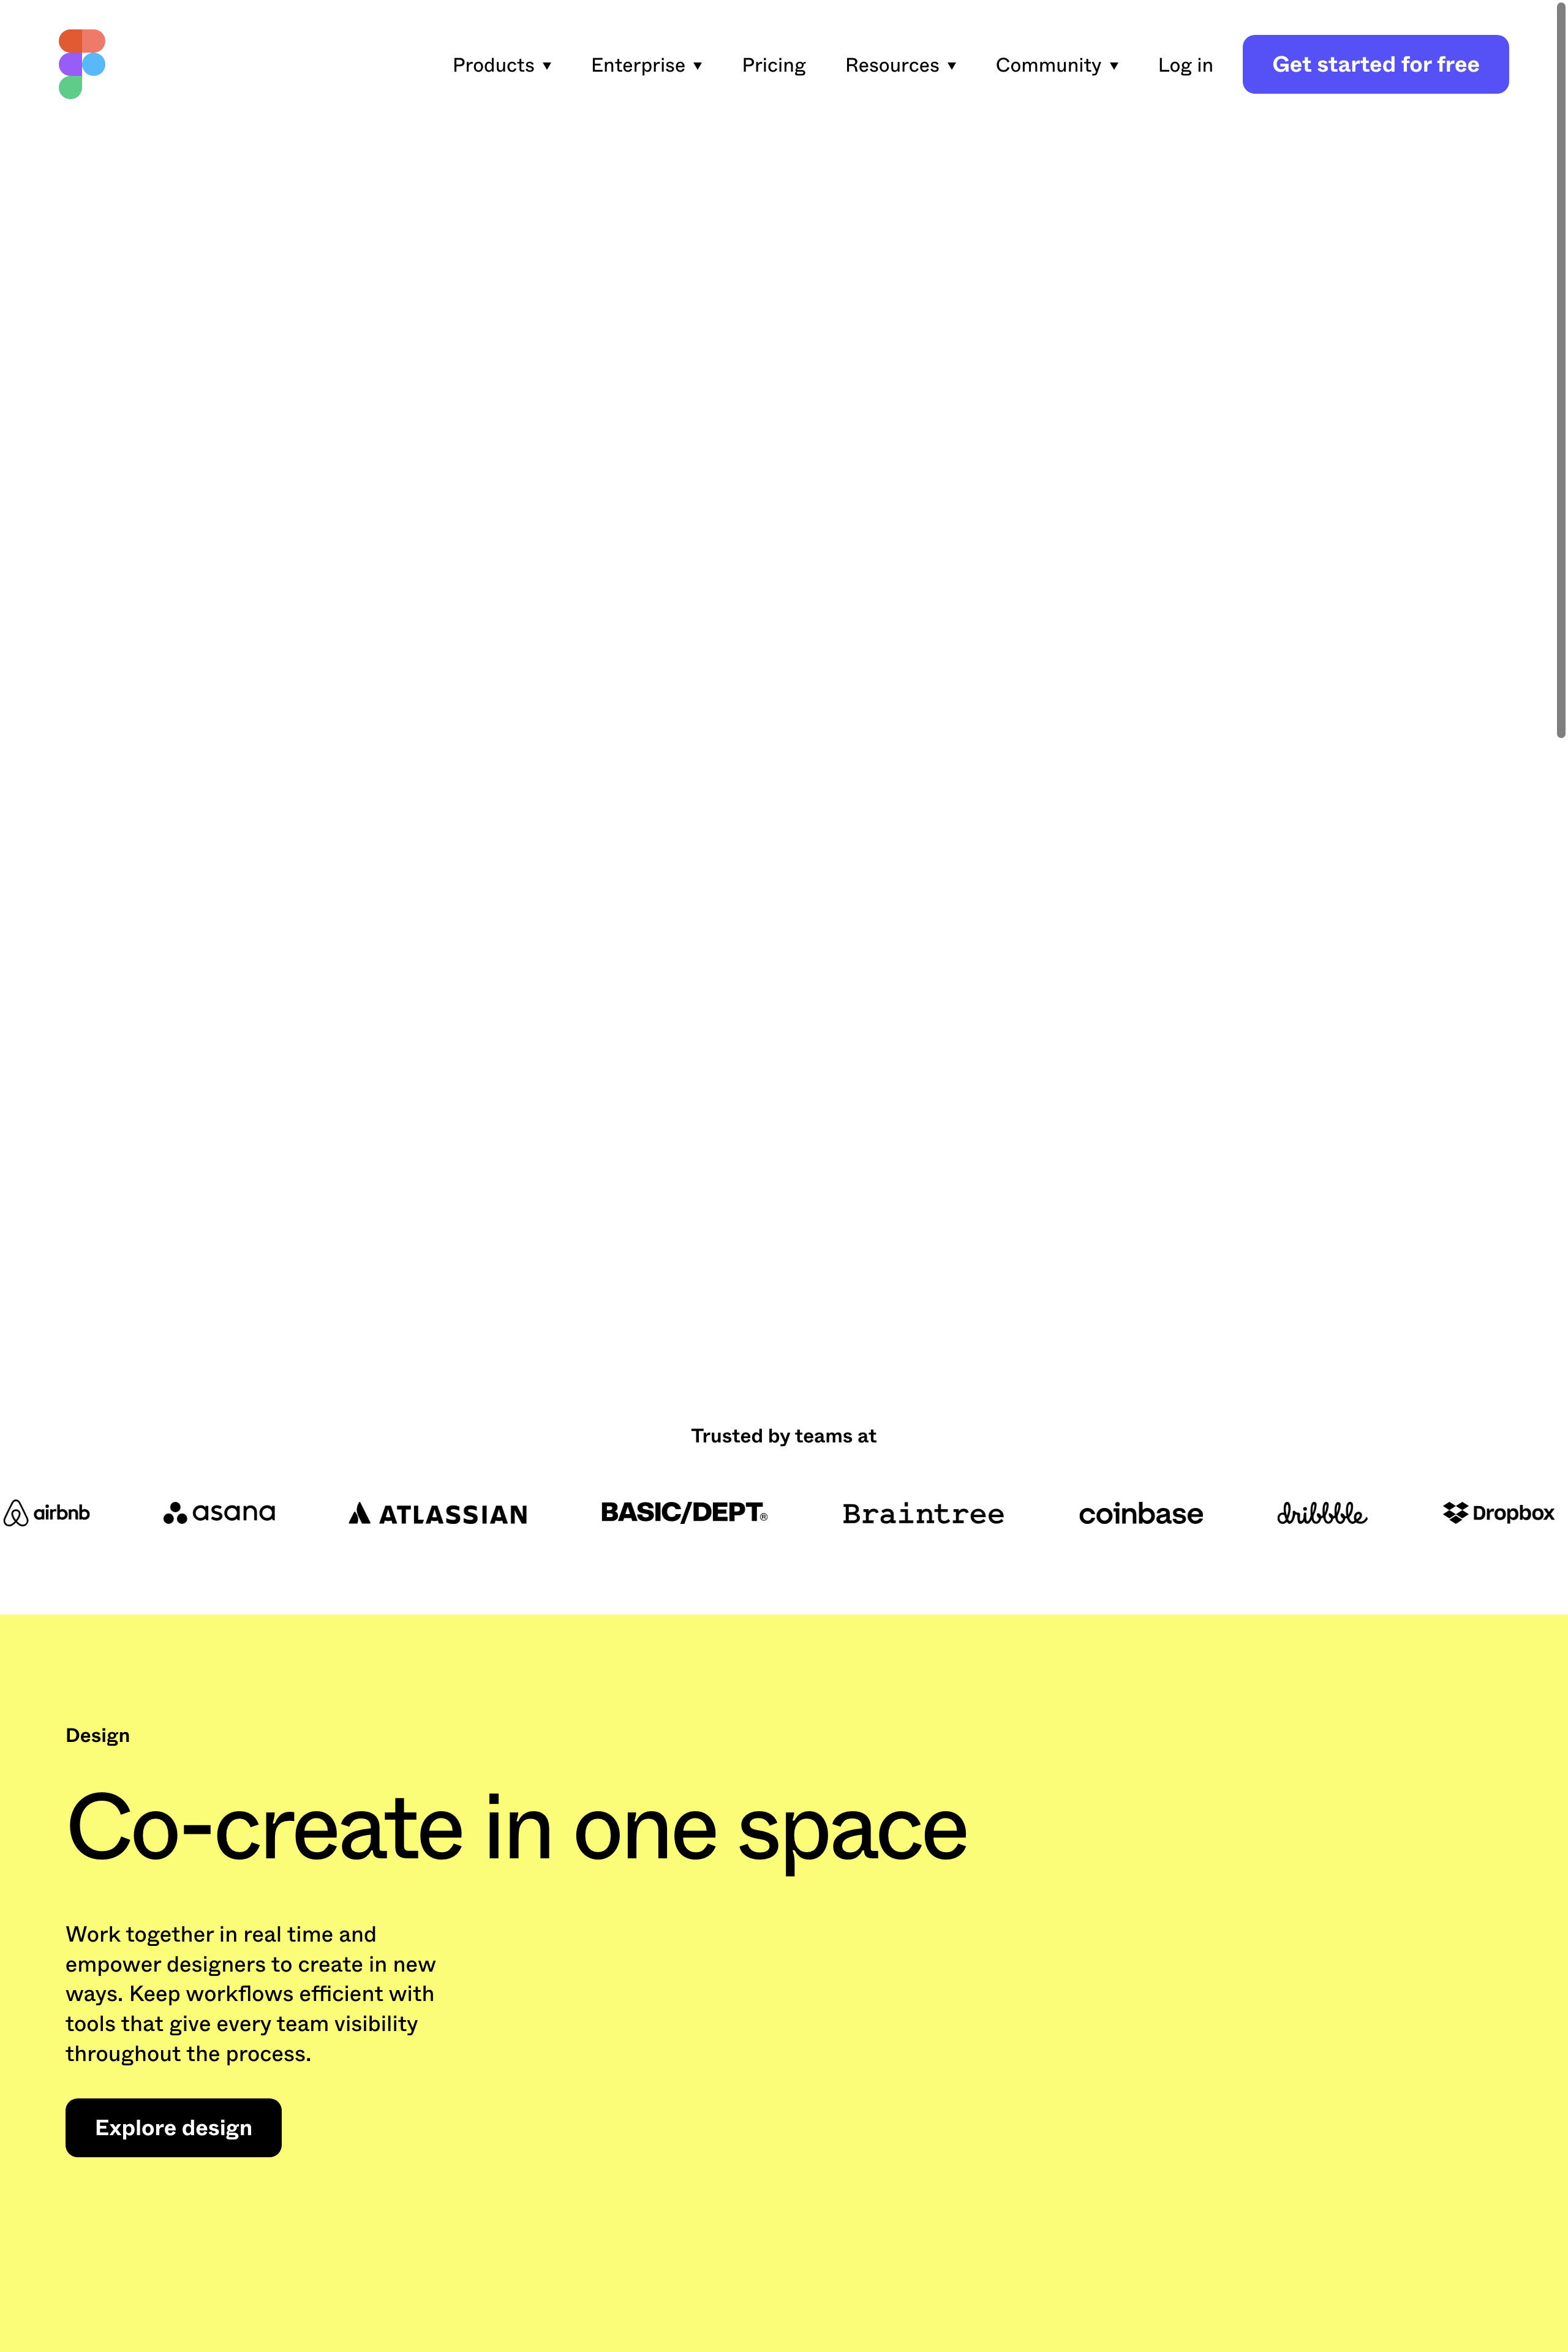 Products ▼ Enterprise ▼ Pricing Resources ▼ Community ▼ Log in Get started for free
Trusted by teams at
airbnb asana ATLASSIAN BASIC/DEPT® Braintree coinbase dribbble Dropbox
Design
Co-create in one space
Work together in real time and
empower designers to create in new
ways. Keep workflows efficient with
tools that give every team visibility
throughout the process.
Explore design